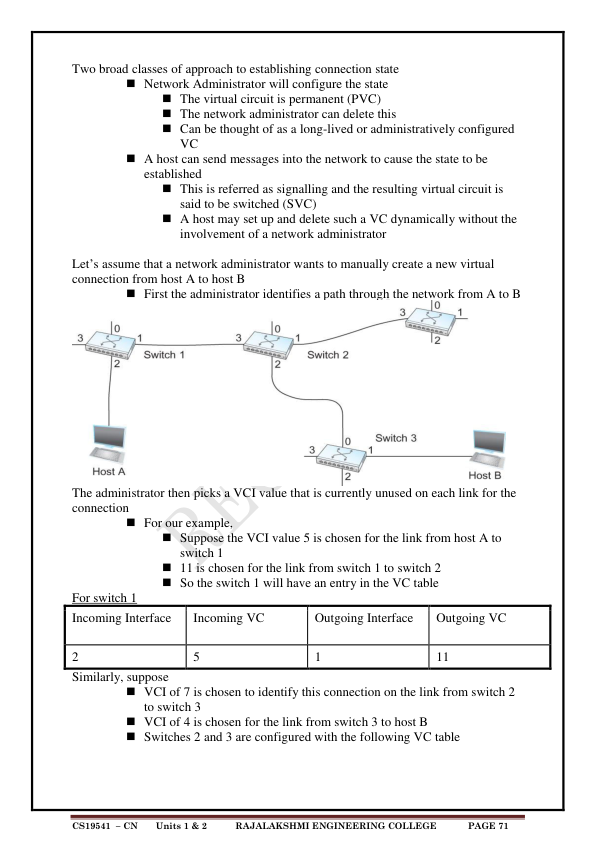 Two broad classes of approach to establishing connection state
■ Network Administrator will configure the state
■ The virtual circuit is permanent (PVC)
■ The network administrator can delete this
■ Can be thought of as a long-lived or administratively configured
VC
■ A host can send messages into the network to cause the state to be
established
■ This is referred as signalling and the resulting virtual circuit is
said to be switched (SVC)
■ A host may set up and delete such a VC dynamically without the
involvement of a network administrator
Let's assume that a network administrator wants to manually create a new virtual
connection from host A to host B
■ First the administrator identifies a path through the network from A to B
0
3 1
2
0
3 1
Switch 1
2
0
3 1
Switch 2
2
Switch 3
0
3 1
2
Host A
Host B
The administrator then picks a VCI value that is currently unused on each link for the
connection
■ For our example,
■ Suppose the VCI value 5 is chosen for the link from host A to
switch 1
■ 11 is chosen for the link from switch 1 to switch 2
■ So the switch 1 will have an entry in the VC table
For switch 1
Incoming Interface Incoming VC Outgoing Interface Outgoing VC
2 5 1 11
Similarly, suppose
■ VCI of 7 is chosen to identify this connection on the link from switch 2
to switch 3
■ VCI of 4 is chosen for the link from switch 3 to host B
■ Switches 2 and 3 are configured with the following VC table
CS19541 – CN Units 1 & 2 RAJALAKSHMI ENGINEERING COLLEGE PAGE 71